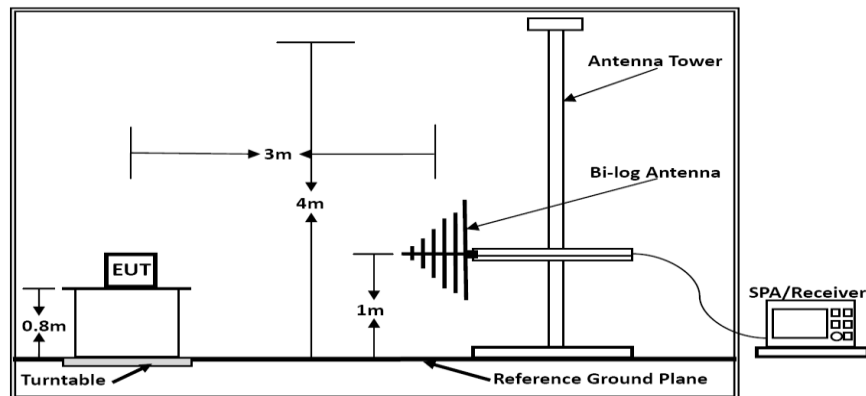 Antenna Tower
3m
Bi-log Antenna
4m
EUT
SPA/Receiver
0.8m
1m
Turntable
Reference Ground Plane